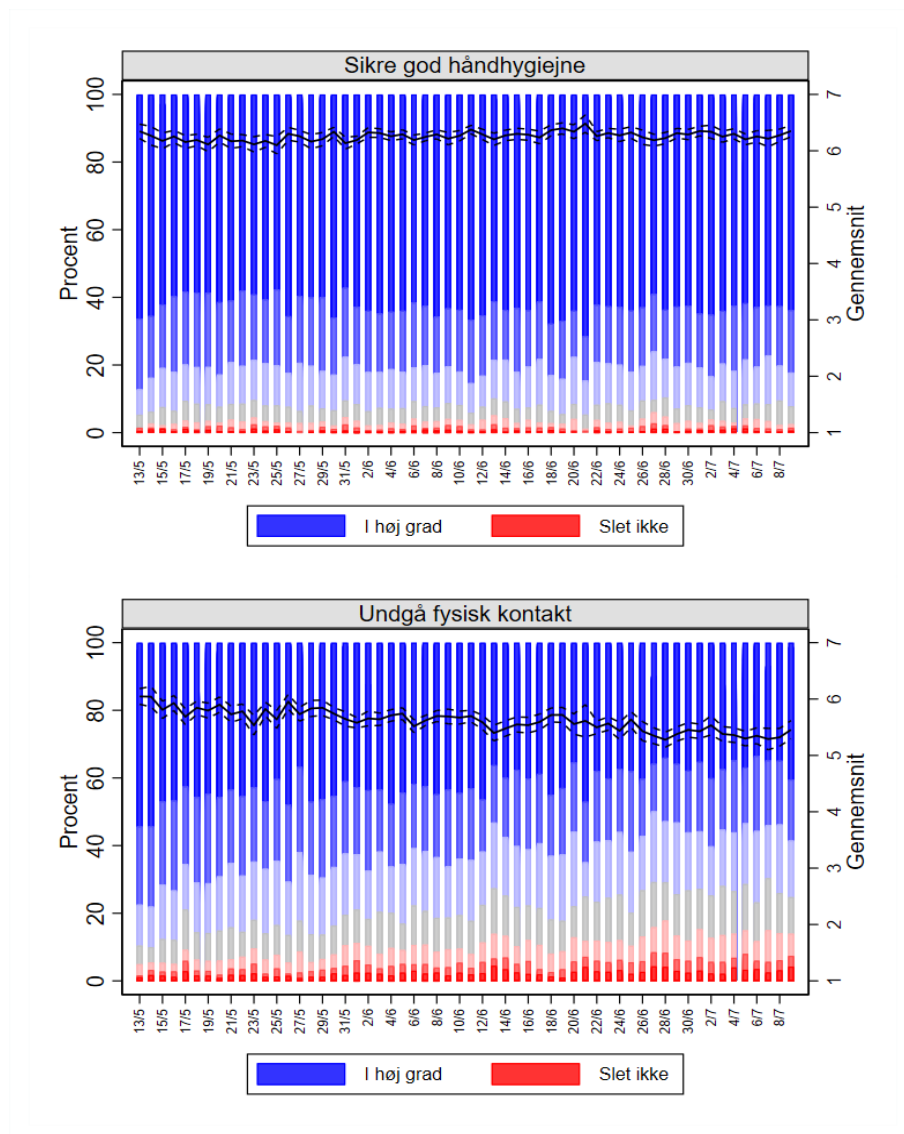 Sikre god håndhygiejne
Procent
100
80
60
40
20
0
7
6
5
4
3
2
1
Gennemsnit
13/5 15/5 17/5 19/5 21/5 23/5 25/5 27/5 29/5 31/5 2/6 4/6 6/6 8/6 10/6 12/6 14/6 16/6 18/6 20/6 22/6 24/6 26/6 28/6 30/6 2/7 4/7 6/7 8/7
I høj grad Slet ikke
Undgå fysisk kontakt
Procent
100
80
60
40
20
0
7
6
5
4
3
2
1
Gennemsnit
13/5 15/5 17/5 19/5 21/5 23/5 25/5 27/5 29/5 31/5 2/6 4/6 6/6 8/6 10/6 12/6 14/6 16/6 18/6 20/6 22/6 24/6 26/6 28/6 30/6 2/7 4/7 6/7 8/7
I høj grad Slet ikke